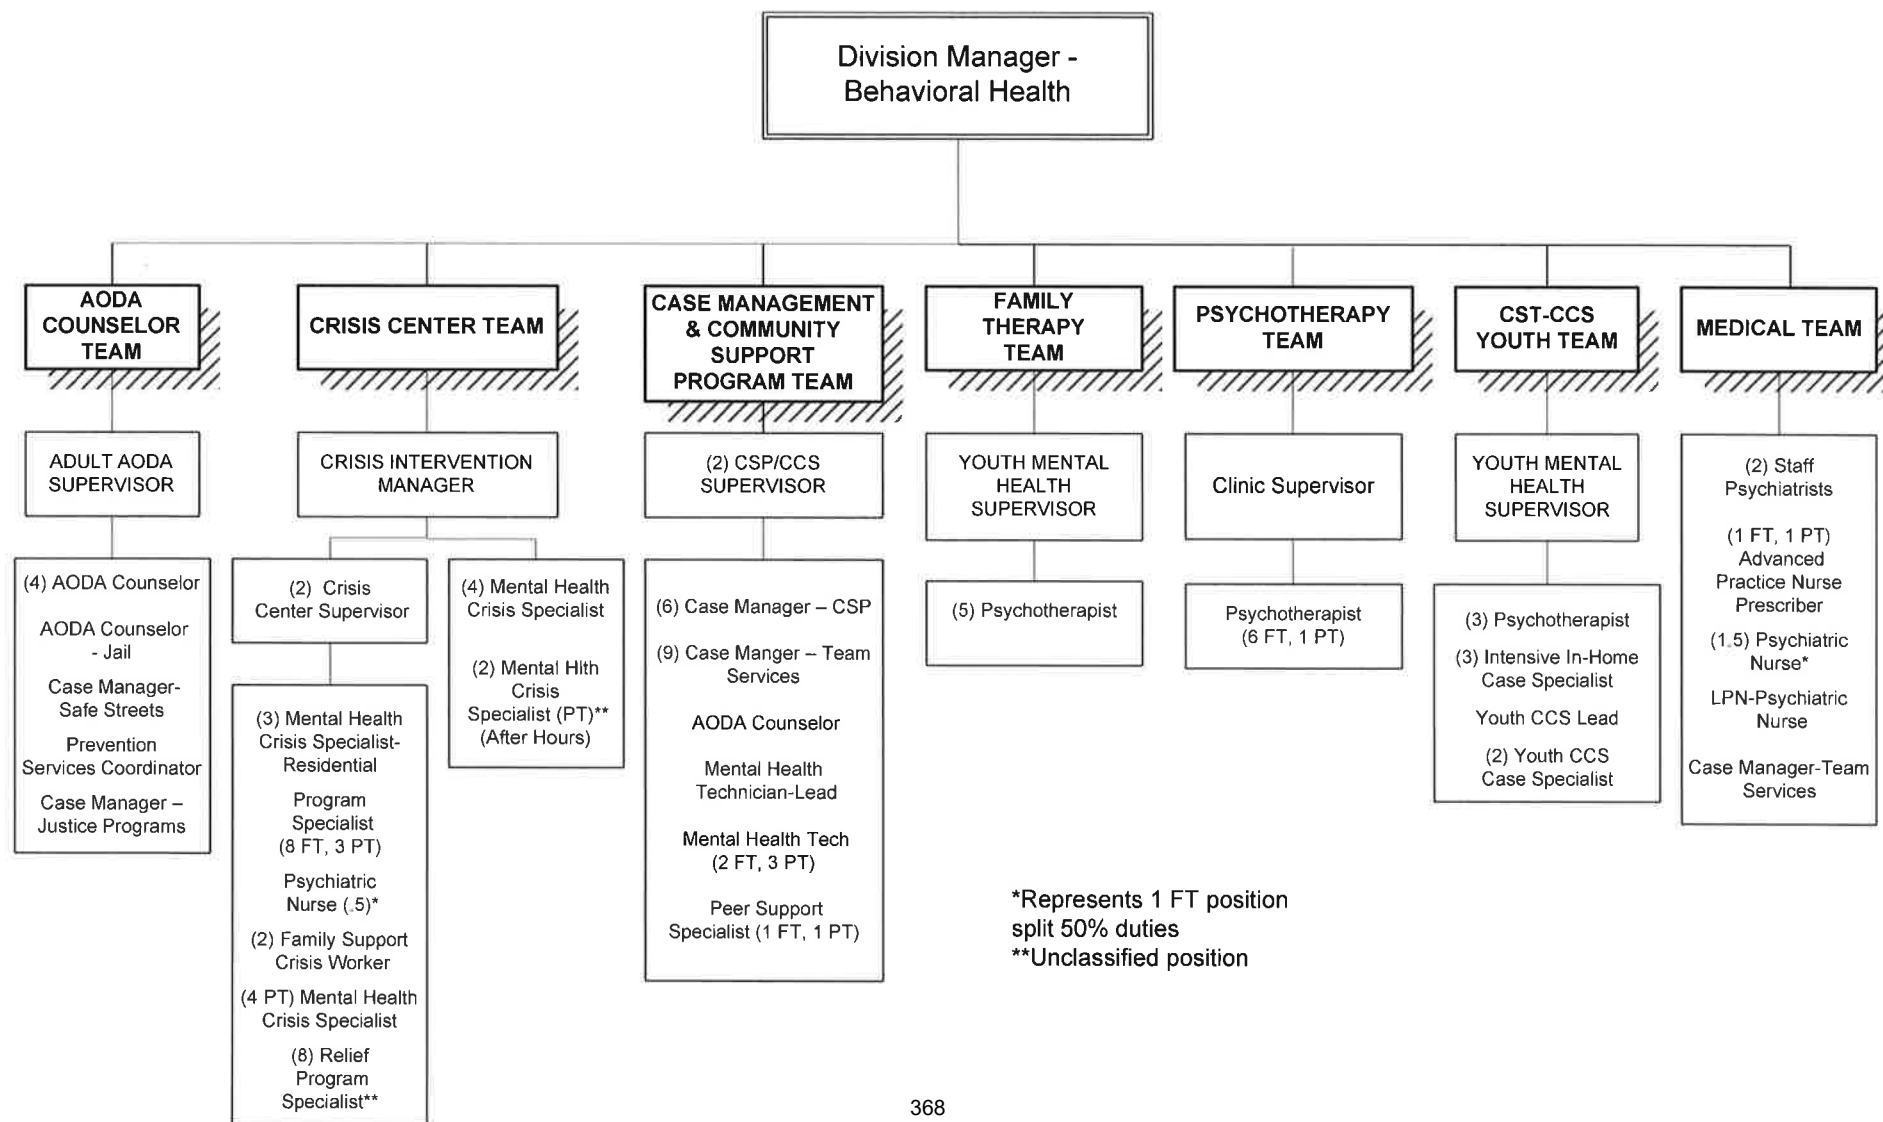 Division Manager -
Behavioral Health
AODA
COUNSELOR
TEAM
CRISIS CENTER TEAM
CASE MANAGEMENT
& COMMUNITY
SUPPORT
PROGRAM TEAM
FAMILY
THERAPY
TEAM
PSYCHOTHERAPY
TEAM
CST-CCS
YOUTH TEAM
MEDICAL TEAM
ADULT AODA
SUPERVISOR
CRISIS INTERVENTION
MANAGER
(2) CSP/CCS
SUPERVISOR
YOUTH MENTAL
HEALTH
SUPERVISOR
Clinic Supervisor
YOUTH MENTAL
HEALTH
SUPERVISOR
(2) Staff
Psychiatrists
(1 FT, 1 PT)
Advanced
Practice Nurse
Prescriber
(1.5) Psychiatric
Nurse*
LPN-Psychiatric
Nurse
Case Manager-Team
Services
(4) AODA Counselor
AODA Counselor
- Jail
Case Manager-
Safe Streets
Prevention
Services Coordinator
Case Manager –
Justice Programs
(2) Crisis
Center Supervisor
(4) Mental Health
Crisis Specialist
(2) Mental Hlth
Crisis
Specialist (PT)**
(After Hours)
(3) Mental Health
Crisis Specialist-
Residential
Program
Specialist
(8 FT, 3 PT)
Psychiatric
Nurse (.5)*
(2) Family Support
Crisis Worker
(4 PT) Mental Health
Crisis Specialist
(8) Relief
Program
Specialist**
(6) Case Manager – CSP
(9) Case Manger – Team
Services
AODA Counselor
Mental Health
Technician-Lead
Mental Health Tech
(2 FT, 3 PT)
Peer Support
Specialist (1 FT, 1 PT)
(5) Psychotherapist
Psychotherapist
(6 FT, 1 PT)
(3) Psychotherapist
(3) Intensive In-Home
Case Specialist
Youth CCS Lead
(2) Youth CCS
Case Specialist
*Represents 1 FT position
split 50% duties
**Unclassified position
368